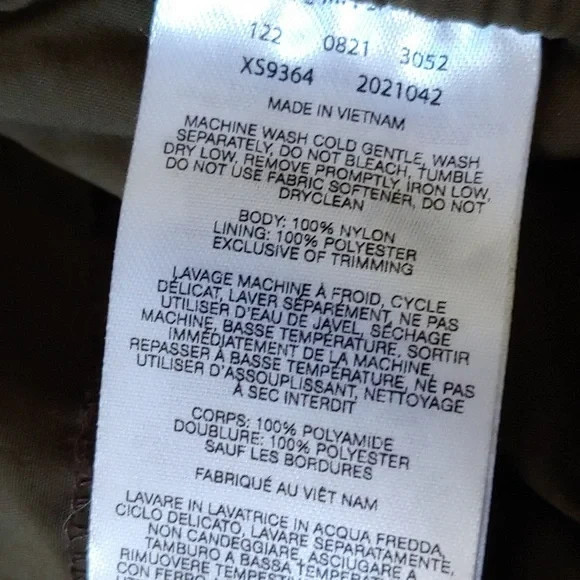 122 0821 3052
XS9364 2021042
MADE IN VIETNAM
MACHINE WASH COLD GENTLE, WASH
SEPARATELY, DO NOT BLEACH, TUMBLE
DRY LOW, REMOVE PROMPTLY, IRON LOW,
DO NOT USE FABRIC SOFTENER, DO NOT
DRYCLEAN
BODY: 100% NYLON
LINING: 100% POLYESTER
EXCLUSIVE OF TRIMMING
LAVAGE MACHINE À FROID, CYCLE
DÉLICAT, LAVER SÉPARÉMENT, NE PAS
UTILISER D'EAU DE JAVEL, SÉCHAGE
MACHINE, BASSE TEMPÉRATURE, SORTIR
IMMÉDIATEMENT DE LA MACHINE,
REPASSER À BASSE TEMPÉRATURE, NE PAS
UTILISER D'ASSOUPLISSANT, NETTOYAGE
À SEC INTERDIT
CORPS: 100% POLYAMIDE
DOUBLURE: 100% POLYESTER
SAUF LES BORDURES
FABRIQUÉ AU VIÊT NAM
LAVARE IN LAVATRICE IN ACQUA FREDDA,
CICLO DELICATO, LAVARE SEPARATAMENTE,
NON CANDEGGIARE, ASCIUGARE A
TAMBURO A BASSA
RIMUOVERE
CON FERRO